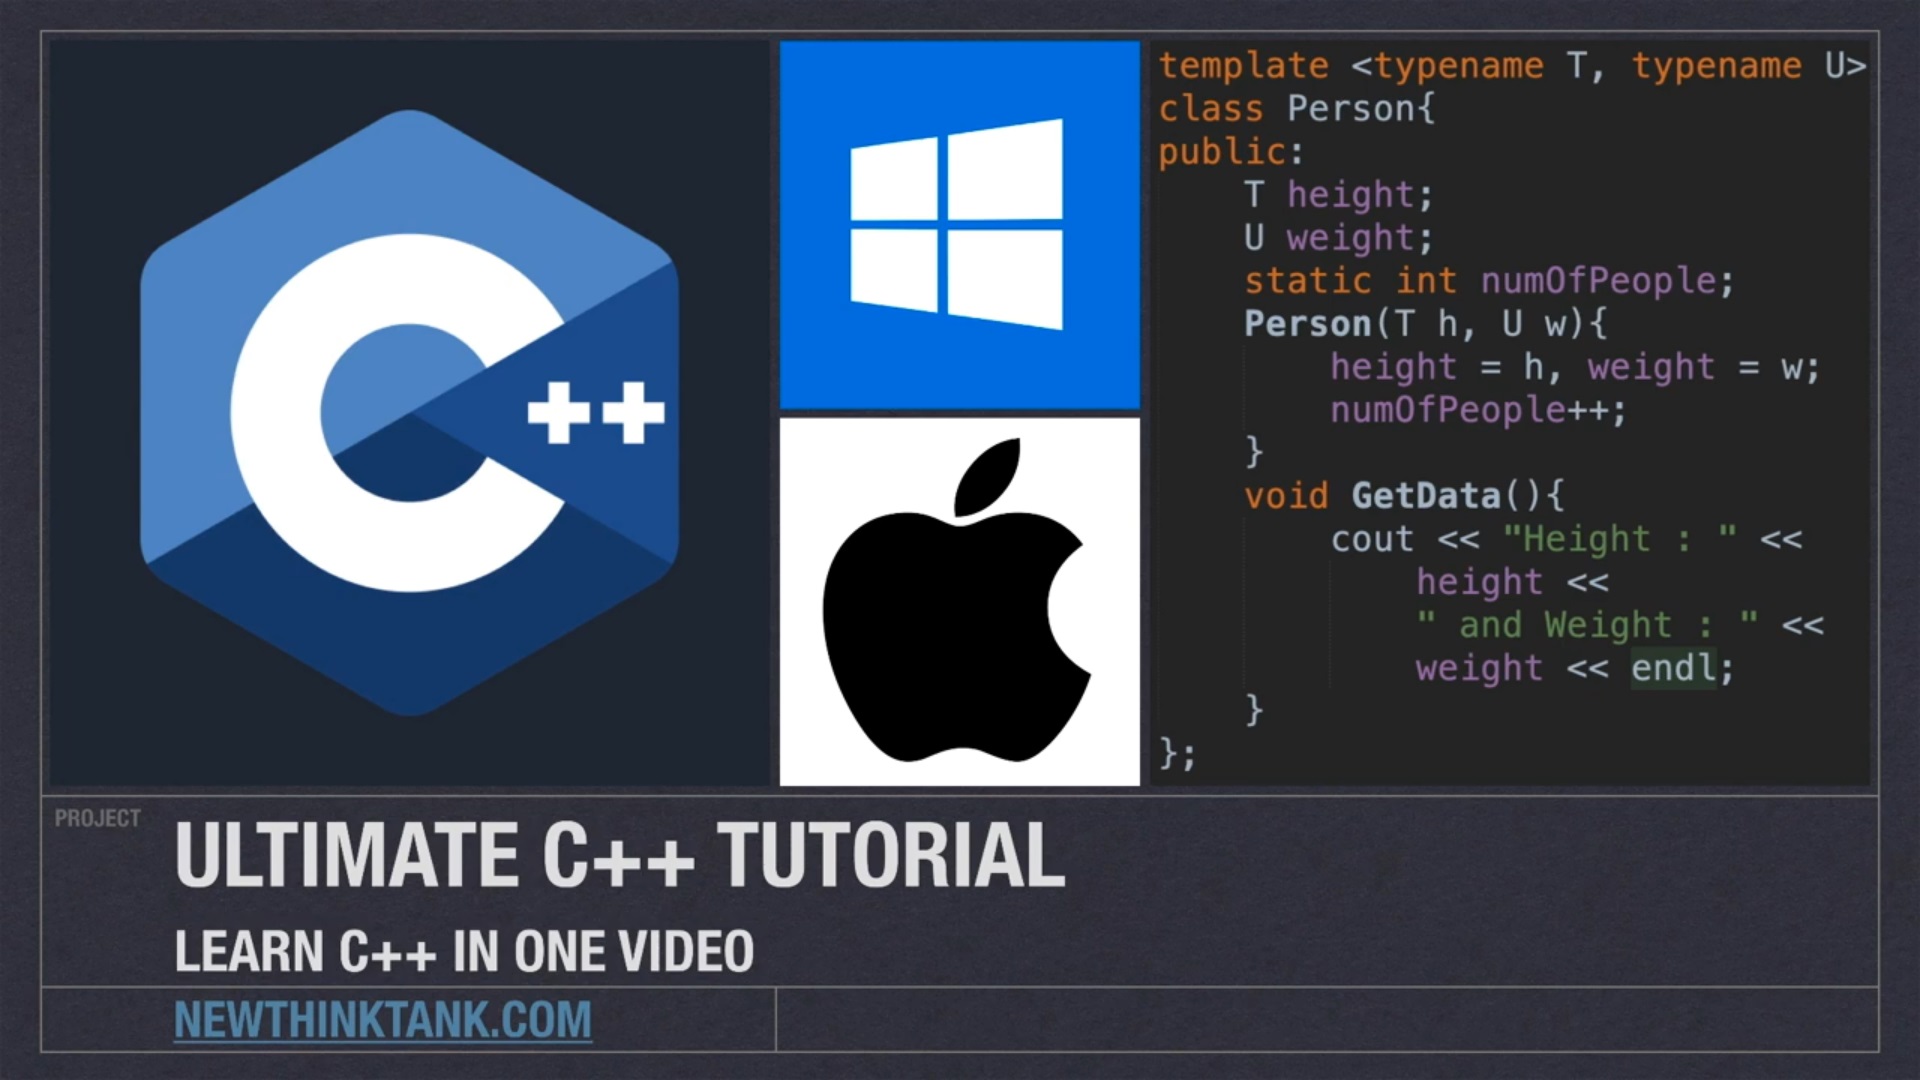 C++
template <typename T, typename U>
class Person{
public:
    T height;
    U weight;
    static int numOfPeople;
    Person(T h, U w){
        height = h, weight = w;
        numOfPeople++;
    }
    void GetData(){
        cout << "Height : " <<
            height <<
            " and Weight : " <<
            weight << endl;
    }
};
PROJECT
ULTIMATE C++ TUTORIAL
LEARN C++ IN ONE VIDEO
NEWTHINKTANK.COM